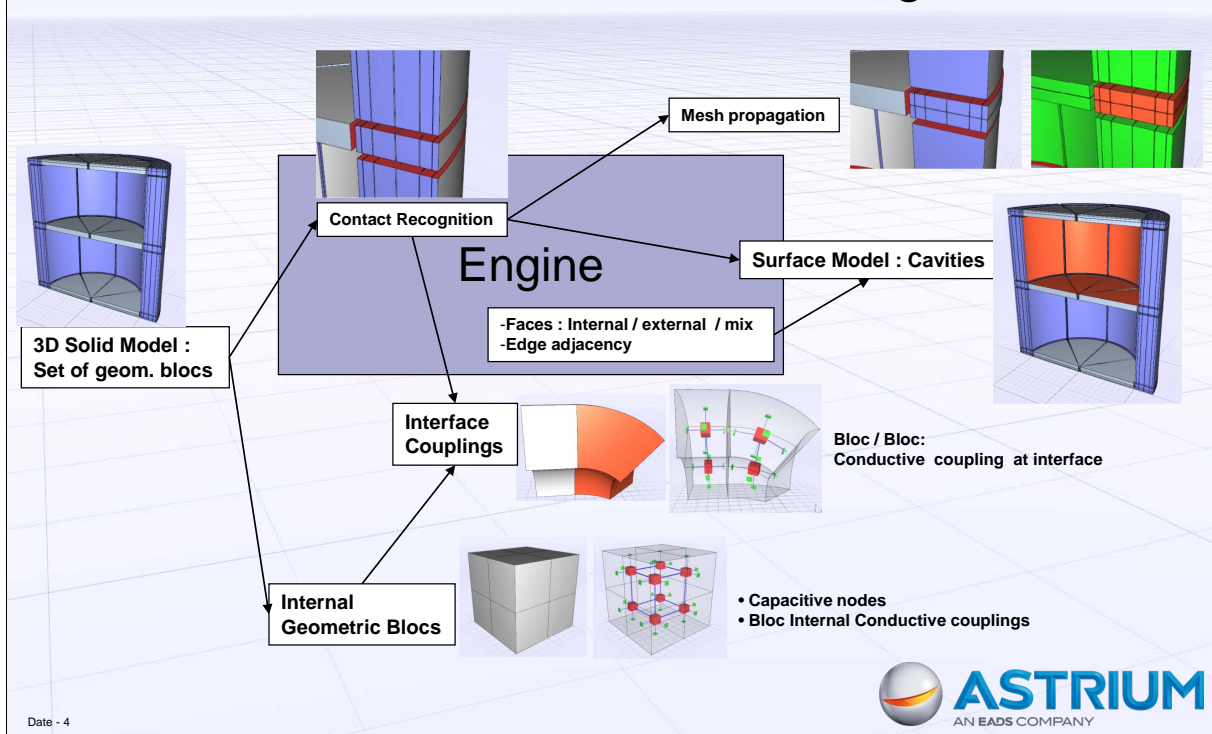 Mesh propagation
Contact Recognition
Engine
Surface Model : Cavities
-Faces : Internal / external / mix
-Edge adjacency
3D Solid Model :
Set of geom. blocs
Interface
Couplings
Bloc / Bloc:
Conductive coupling at interface
Internal
Geometric Blocs
• Capacitive nodes
• Bloc Internal Conductive couplings
Date - 4
ASTRIUM
AN EADS COMPANY